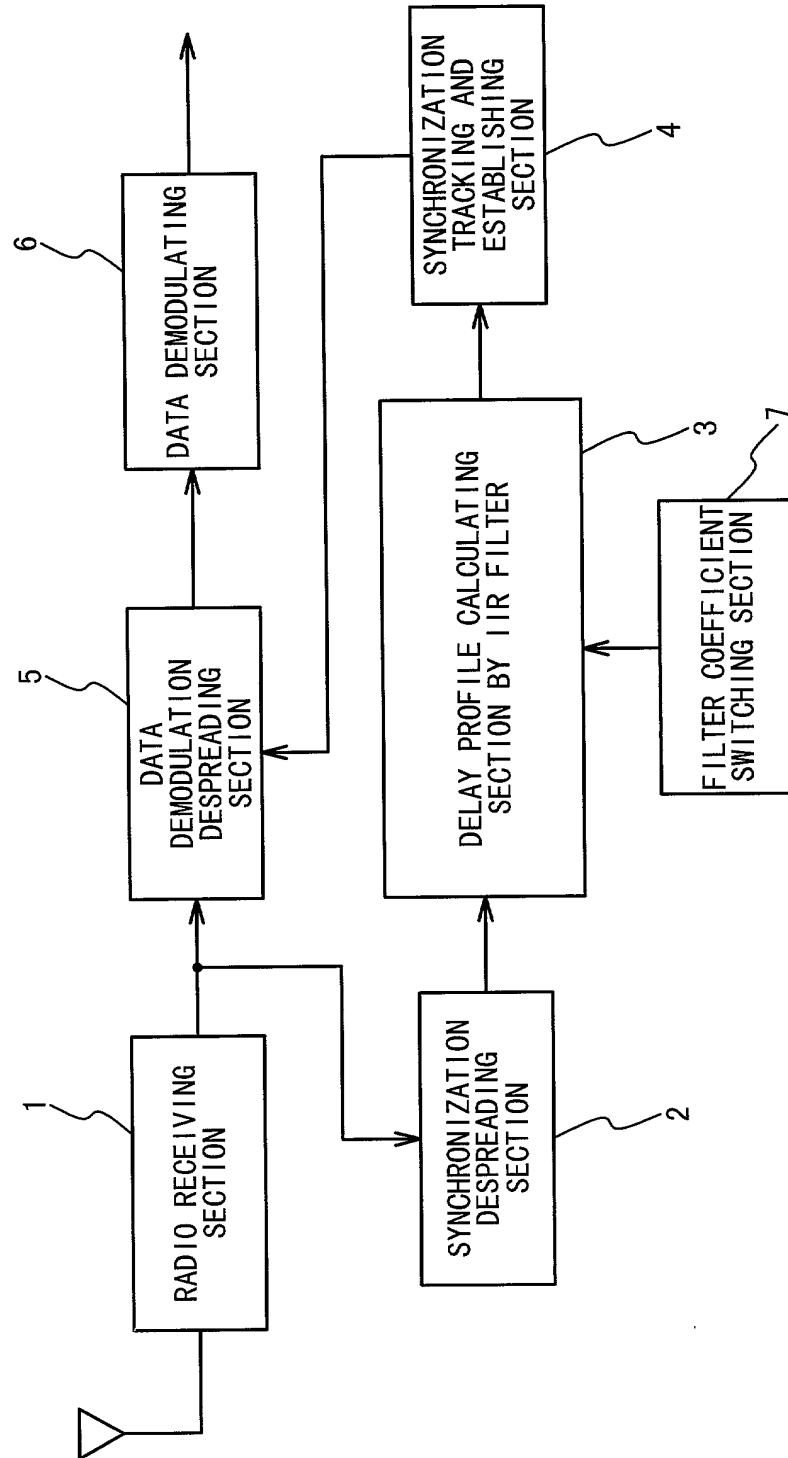 1
RADIO RECEIVING
SECTION
5
DATA
DEMODULATION
DESPREADING
SECTION
6
DATA DEMODULATING
SECTION
SYNCHRONIZATION
DESPREADING
SECTION
2
DELAY PROFILE CALCULATING
SECTION BY IIR FILTER
3
SYNCHRONIZATION
TRACKING AND
ESTABLISHING
SECTION
4
FILTER COEFFICIENT
SWITCHING SECTION
7